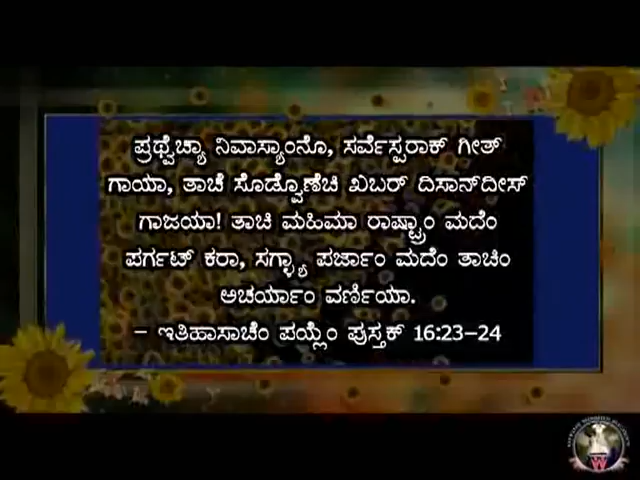 ಪ್ರಥ್ವೆಚ್ಯಾ ನಿವಾಸ್ಯಾಂನೊ, ಸರ್ವೆಸ್ಪರಾಕ್ ಗೀತ್
ಗಾಯಾ, ತಾಚೆ ಸೊಡ್ವೊಣೆಚಿ ಖಬರ್ ದಿಸಾನ್‌ದೀಸ್
ಗಾಜಯಾ! ತಾಚಿ ಮಹಿಮಾ ರಾಷ್ಟ್ರಾಂ ಮದೆಂ
ಪರ್ಗಟ್ ಕರಾ, ಸಗ್ಳ್ಯಾ ಪರ್ಜಾಂ ಮದೆಂ ತಾಚಿಂ
ಅಚರ್ಯಾಂ ವರ್ಣಿಯಾ.
– ಇತಿಹಾಸಾಚೆಂ ಪಯ್ಲೆಂ ಪುಸ್ತಕ್ 16:23–24